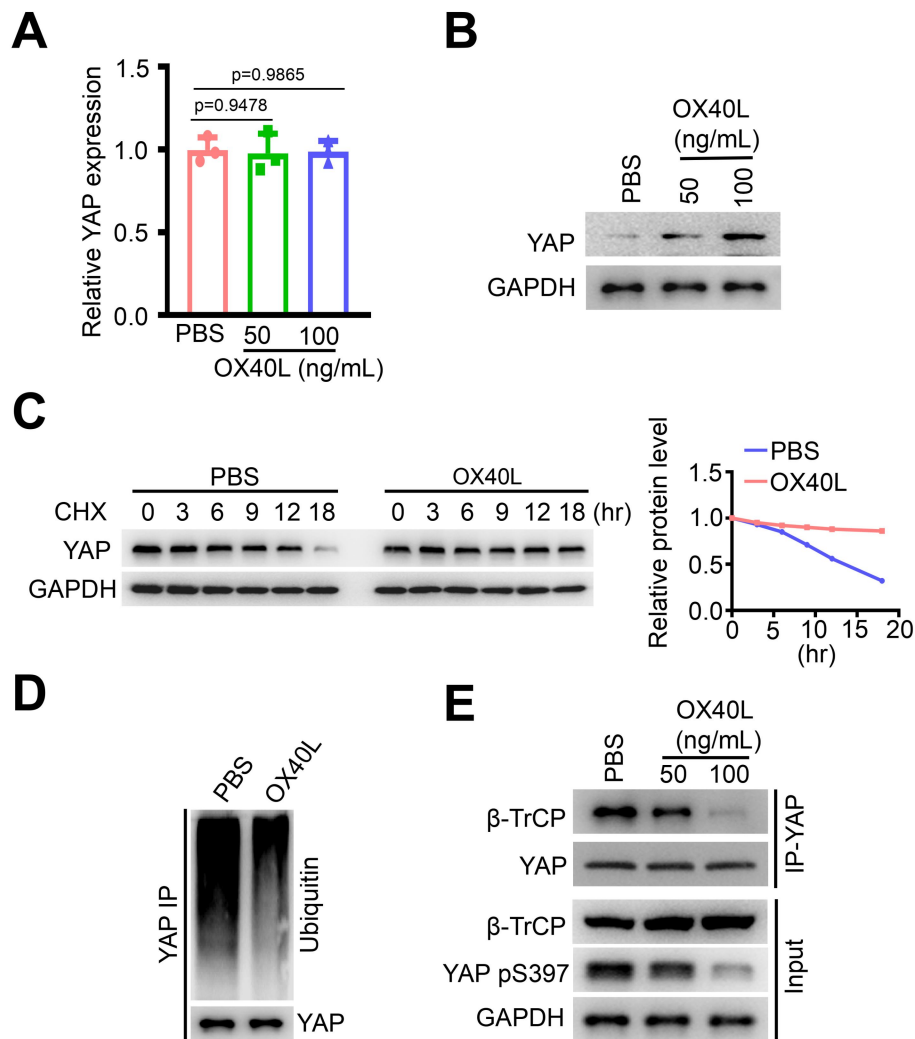 A
Relative YAP expression
1.5
1.0
0.5
0.0
p=0.9865
p=0.9478
PBS
50
100
OX40L (ng/mL)
B
OX40L
(ng/mL)
PBS
50
100
YAP
GAPDH
C
PBS
OX40L
CHX 0 3 6 9 12 18 0 3 6 9 12 18 (hr)
YAP
GAPDH
PBS
OX40L
Relative protein level
1.5
1.0
0.5
0.0
0 5 10 15 20
(hr)
D
PBS
OX40L
YAP IP
Ubiquitin
YAP
E
OX40L
(ng/mL)
PBS
50
100
β-TrCP
YAP
IP-YAP
β-TrCP
YAP pS397
GAPDH
Input